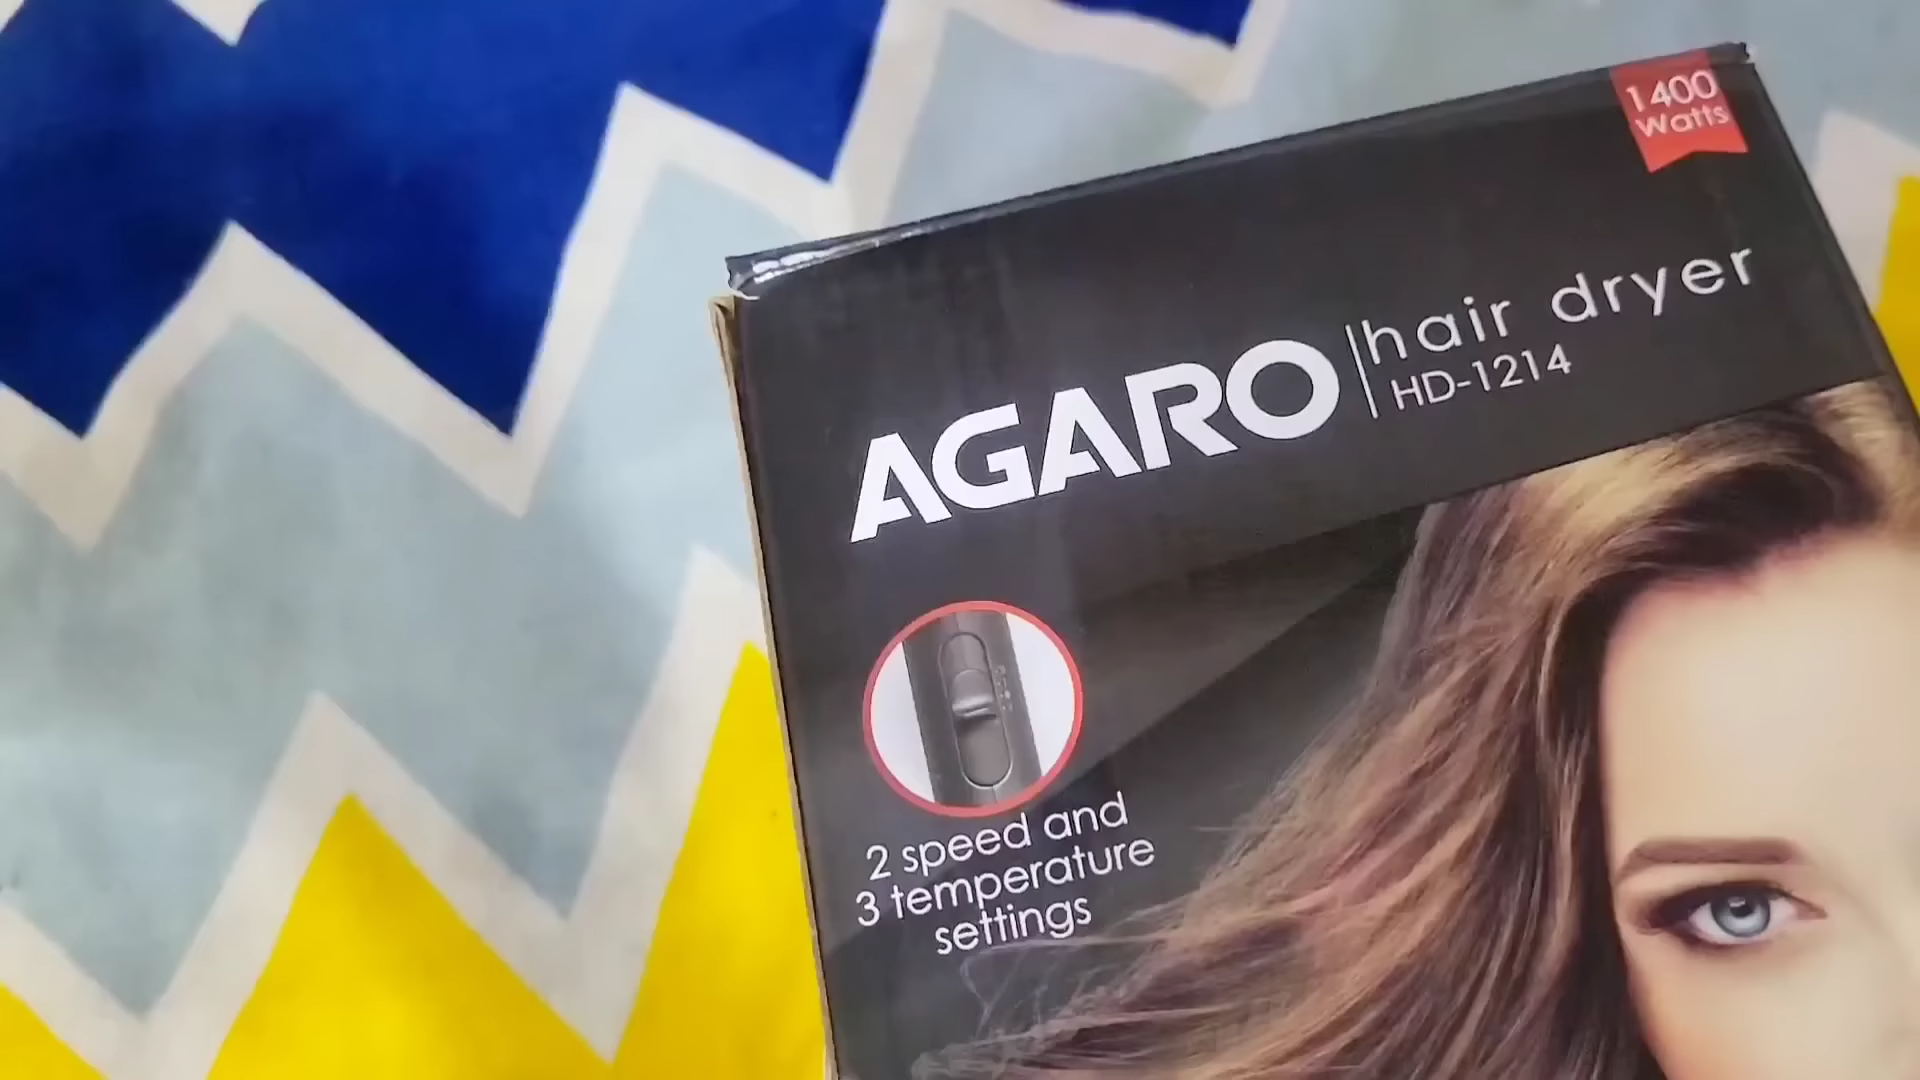 1400
Watts
AGARO
hair dryer
HD-1214
2 speed and
3 temperature
settings